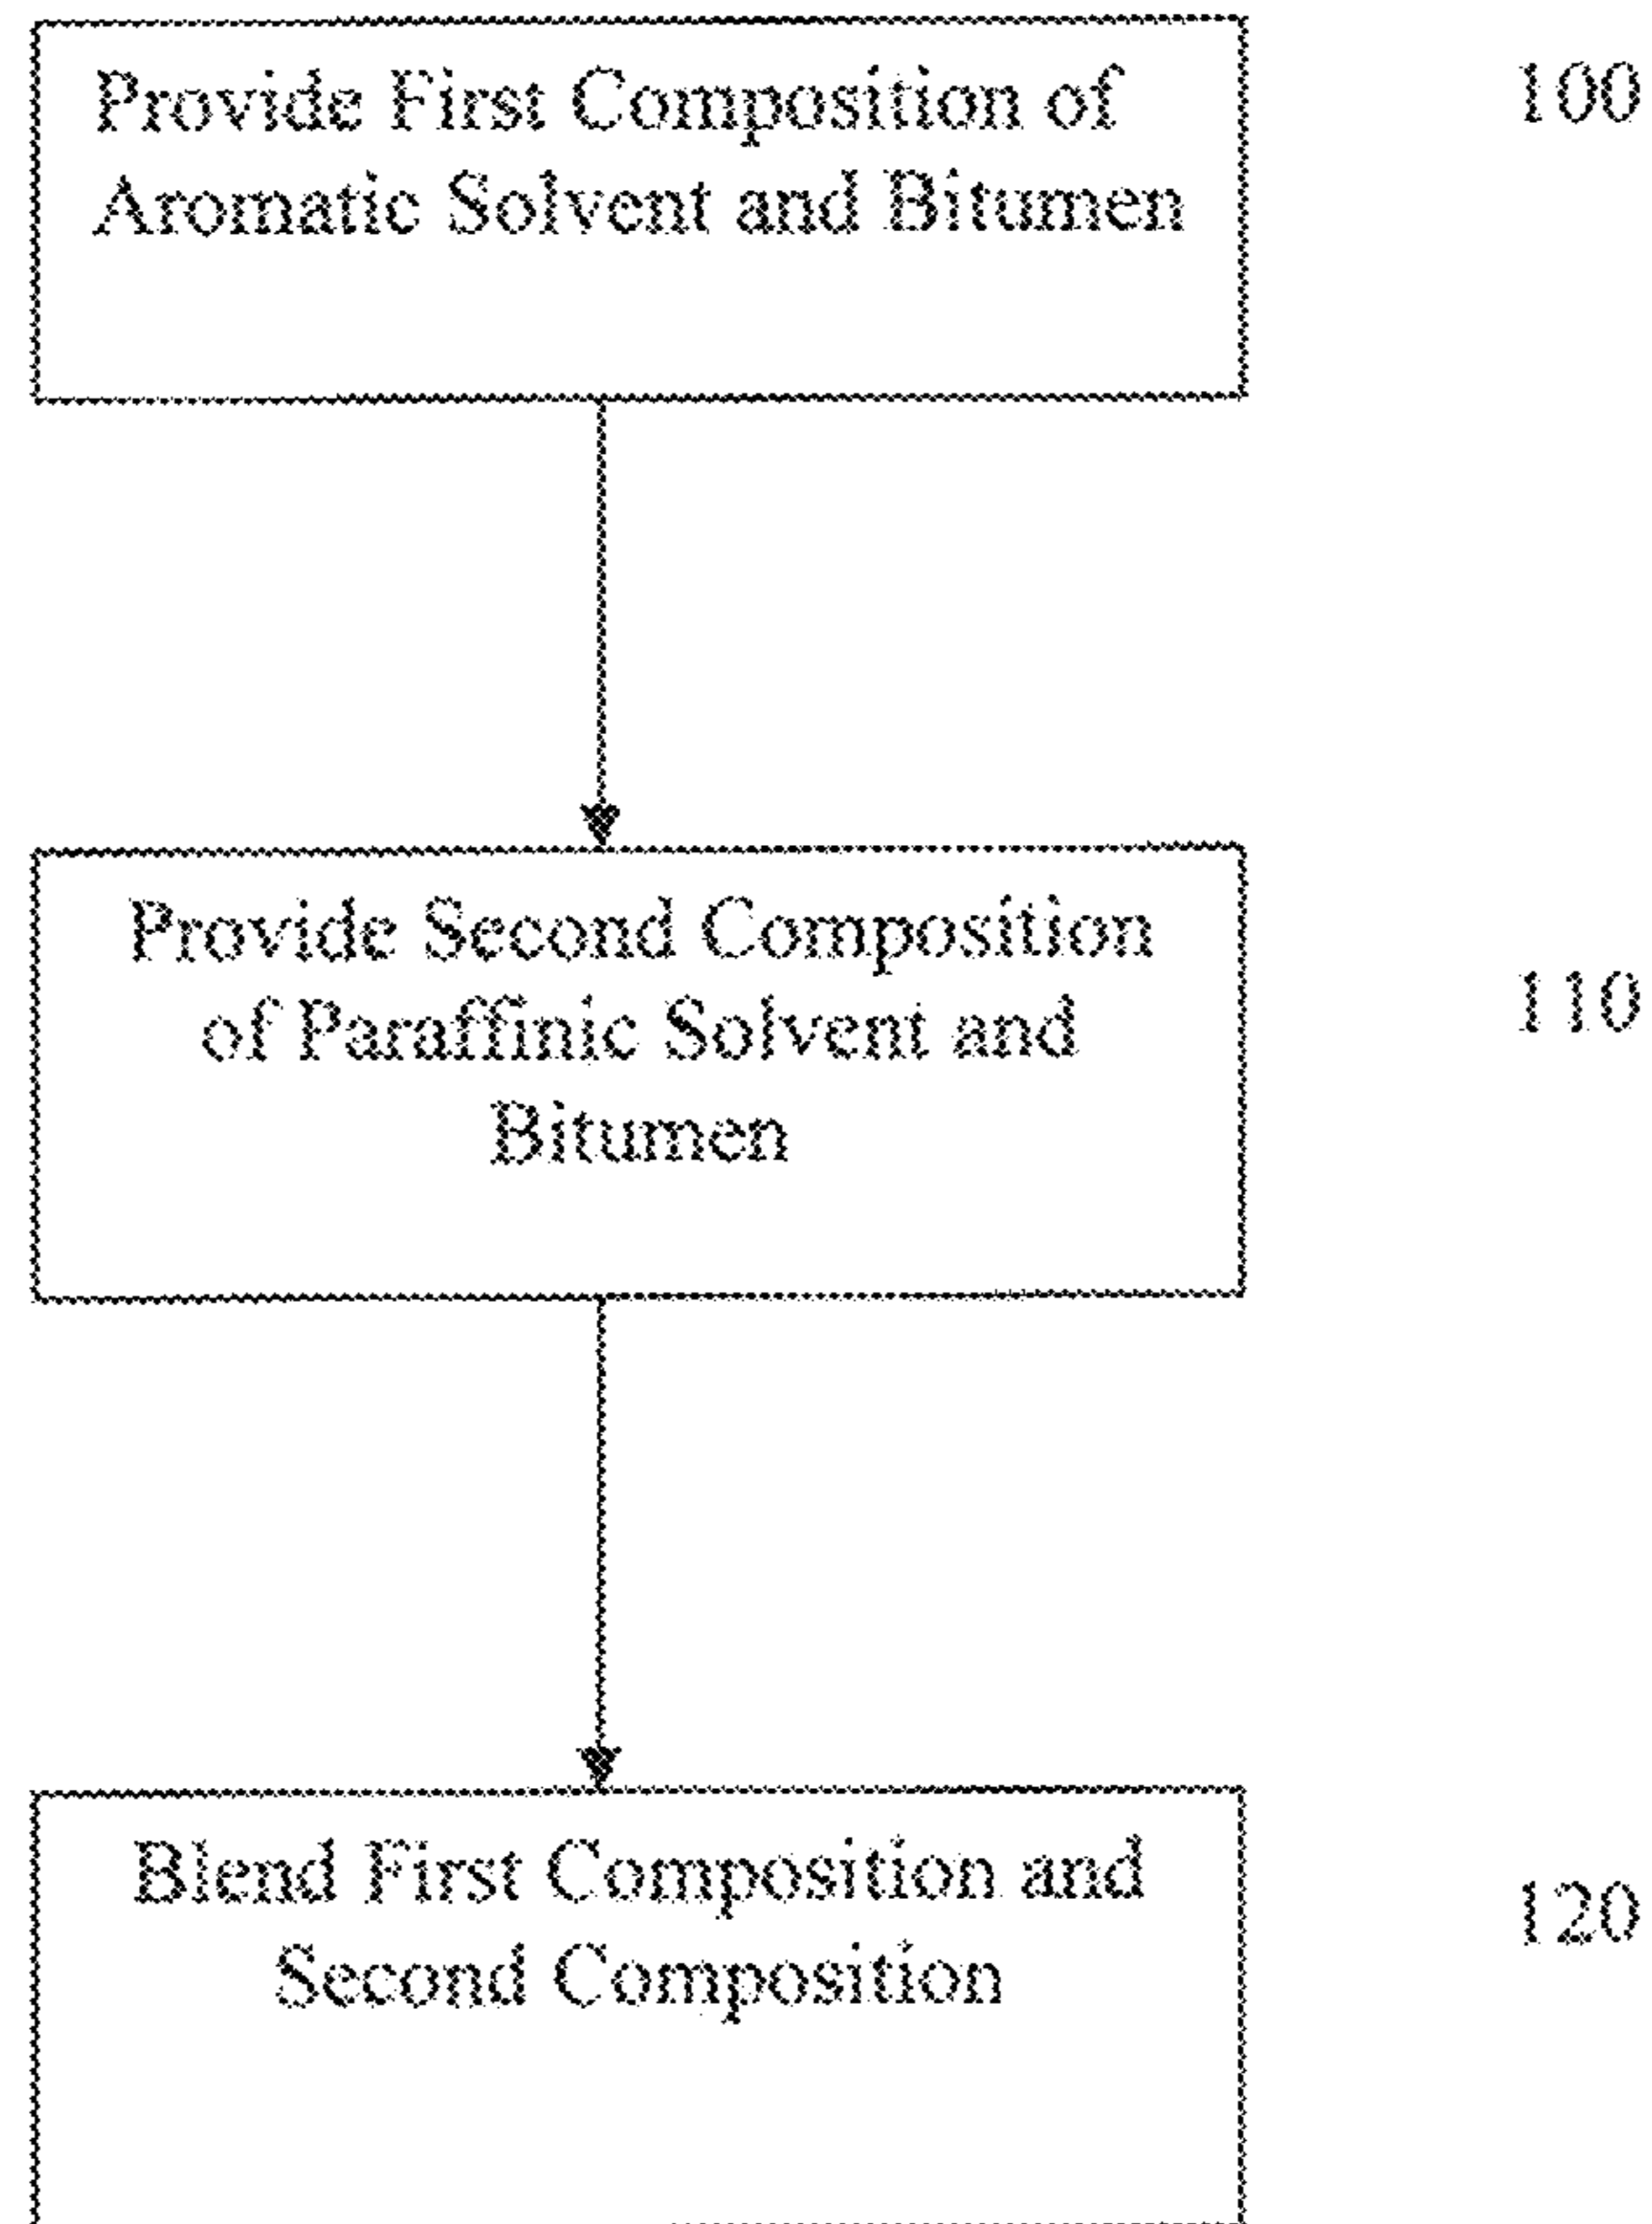 Provide First Composition of
Aromatic Solvent and Bitumen
100
Provide Second Composition
of Paraffinic Solvent and
Bitumen
110
Blend First Composition and
Second Composition
120